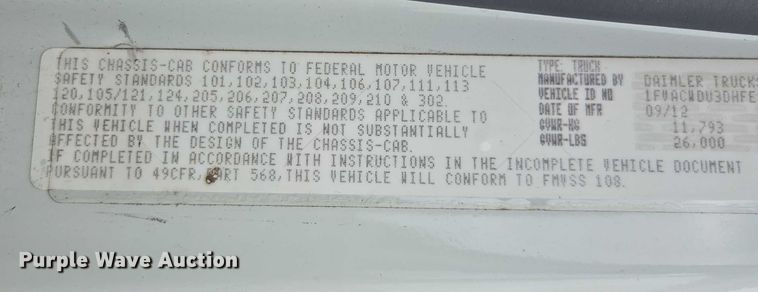 THIS CHASSIS-CAB CONFORMS TO FEDERAL MOTOR VEHICLE
SAFETY STANDARDS 101,102,103,104,106,107,111,113
120,105/121,124,205,206,207,208,209,210 & 302.
CONFORMITY TO OTHER SAFETY STANDARDS APPLICABLE TO
THIS VEHICLE WHEN COMPLETED IS NOT SUBSTANTIALLY
AFFECTED BY THE DESIGN OF THE CHASSIS-CAB.
IF COMPLETED IN ACCORDANCE WITH INSTRUCTIONS IN THE INCOMPLETE VEHICLE DOCUMENT
PURSUANT TO 49CFR, PART 568, THIS VEHICLE WILL CONFORM TO FMVSS 108.
TYPE: TRUCK
MANUFACTURED BY DAIMLER TRUCKS
VEHICLE ID NO 1FVACWDU3DHFE
DATE OF MFR 09/12
GVWR-KG 11,793
GVWR-LBS 26,000
Purple Wave Auction